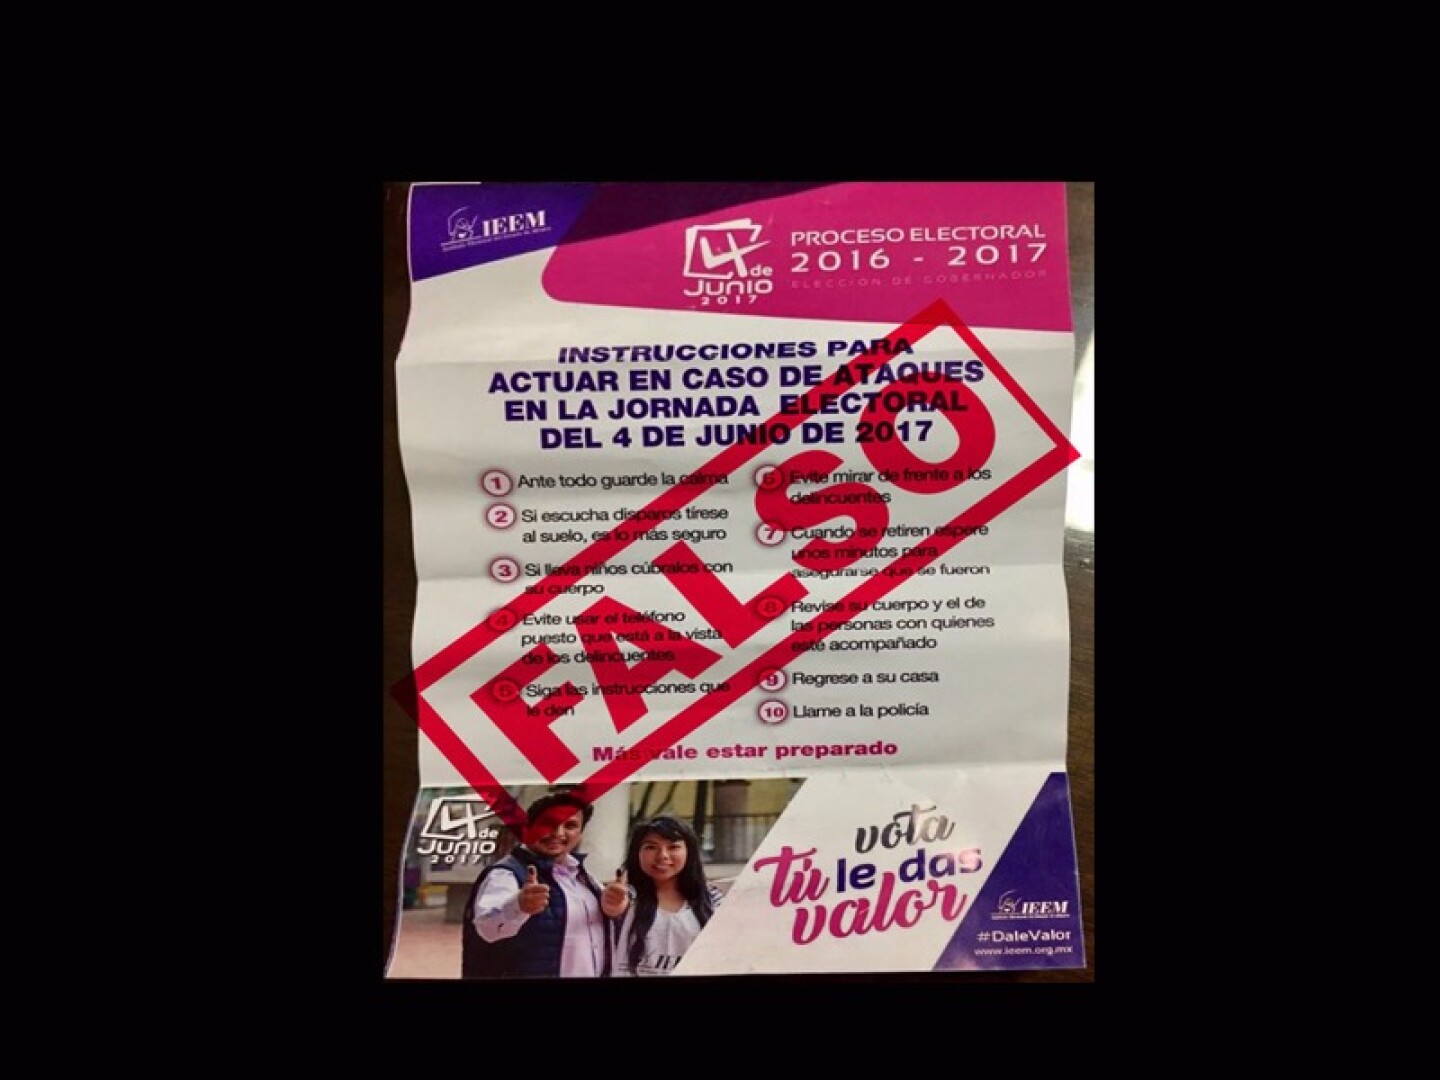 IEEM
Instituto Electoral del Estado de México
4 de
JUNIO
2017
PROCESO ELECTORAL
2016 - 2017
ELECCIÓN DE GOBERNADOR
INSTRUCCIONES PARA
ACTUAR EN CASO DE ATAQUES
EN LA JORNADA ELECTORAL
DEL 4 DE JUNIO DE 2017
1 Ante todo guarde la calma
2 Si escucha disparos tírese
al suelo, es lo más seguro
3 Si lleva niños cúbralos con
su cuerpo
4 Evite usar el teléfono
puesto que está a la vista
de los delincuentes
5 Siga las instrucciones que
le den
6 Evite mirar de frente a los
delincuentes
7 Cuando se retiren espere
unos minutos para
asegurarse que se fueron
8 Revise su cuerpo y el de
las personas con quienes
esté acompañado
9 Regrese a su casa
10 Llame a la policía
Más vale estar preparado
FALSO
4 de
JUNIO
2017
IEEM
vota
tú le das
valor
IEEM
#DaleValor
www.ieem.org.mx